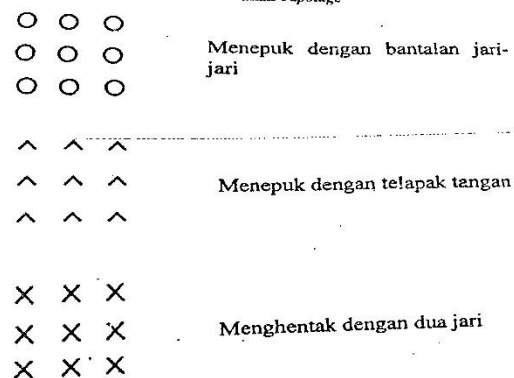 O O O
O O O
O O O
Menepuk dengan bantalan jari-
jari
^ ^ ^
^ ^ ^
^ ^ ^
Menepuk dengan telapak tangan
X X X
X X X
X X X
Menghentak dengan dua jari